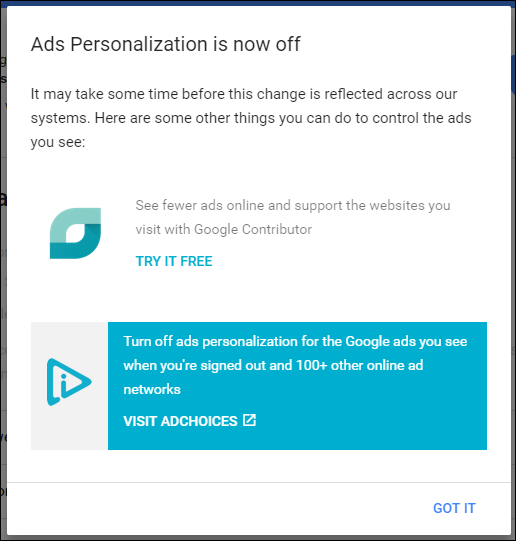 Ads Personalization is now off
It may take some time before this change is reflected across our
systems. Here are some other things you can do to control the ads
you see:
See fewer ads online and support the websites you
visit with Google Contributor
TRY IT FREE
Turn off ads personalization for the Google ads you see
when you're signed out and 100+ other online ad
networks
VISIT ADCHOICES
GOT IT